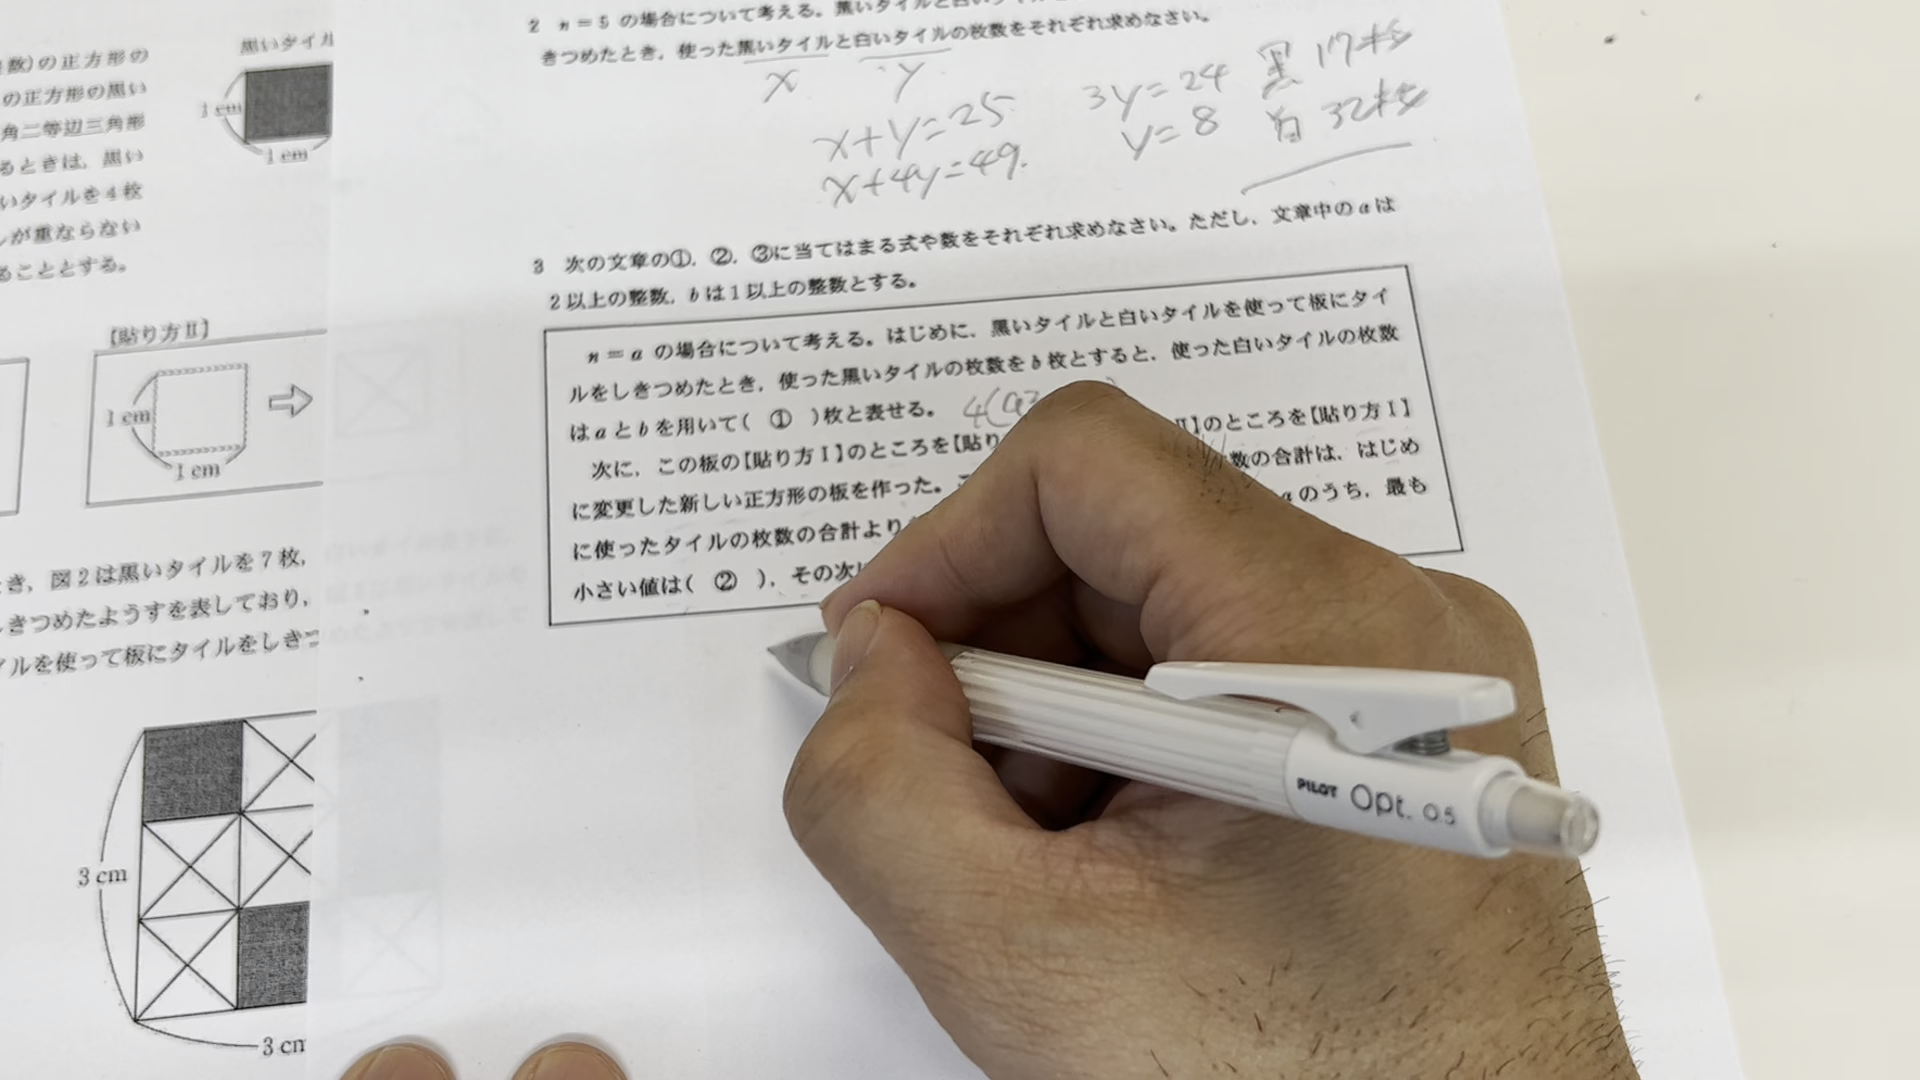 数)の正方形の
の正方形の黒い
角二等辺三角形
るときは，黒い
いタイルを4枚
が重ならない
ることとする。
黒いタイル
1 cm
1 cm
【貼り方Ⅱ】
1 cm
1 cm
き，図2は黒いタイルを7枚，
しきつめたようすを表しており，
イルを使って板にタイルをしきつ
3 cm
3 cm
2 n＝5 の場合について考える。黒いタイルと
きつめたとき，使った黒いタイルと白いタイルの枚数をそれぞれ求めなさい。
x y
x+y=25
x+4y=49
3y=24
y=8
黒 17枚
白 32枚
3 次の文章の①，②，③に当てはまる式や数をそれぞれ求めなさい。ただし，文章中のaは
2以上の整数，bは1以上の整数とする。
n＝a の場合について考える。はじめに，黒いタイルと白いタイルを使って板にタイ
ルをしきつめたとき，使った黒いタイルの枚数をb枚とすると，使った白いタイルの枚数
はaとbを用いて( ① )枚と表せる。
4(a²
次に，この板の【貼り方Ⅰ】のところを【貼り Ⅱ】のところを【貼り方Ⅰ】
に変更した新しい正方形の板を作った。 数の合計は，はじめ
に使ったタイルの枚数の合計より aのうち，最も
小さい値は( ② )，その次に
PILOT Opt. 0.5